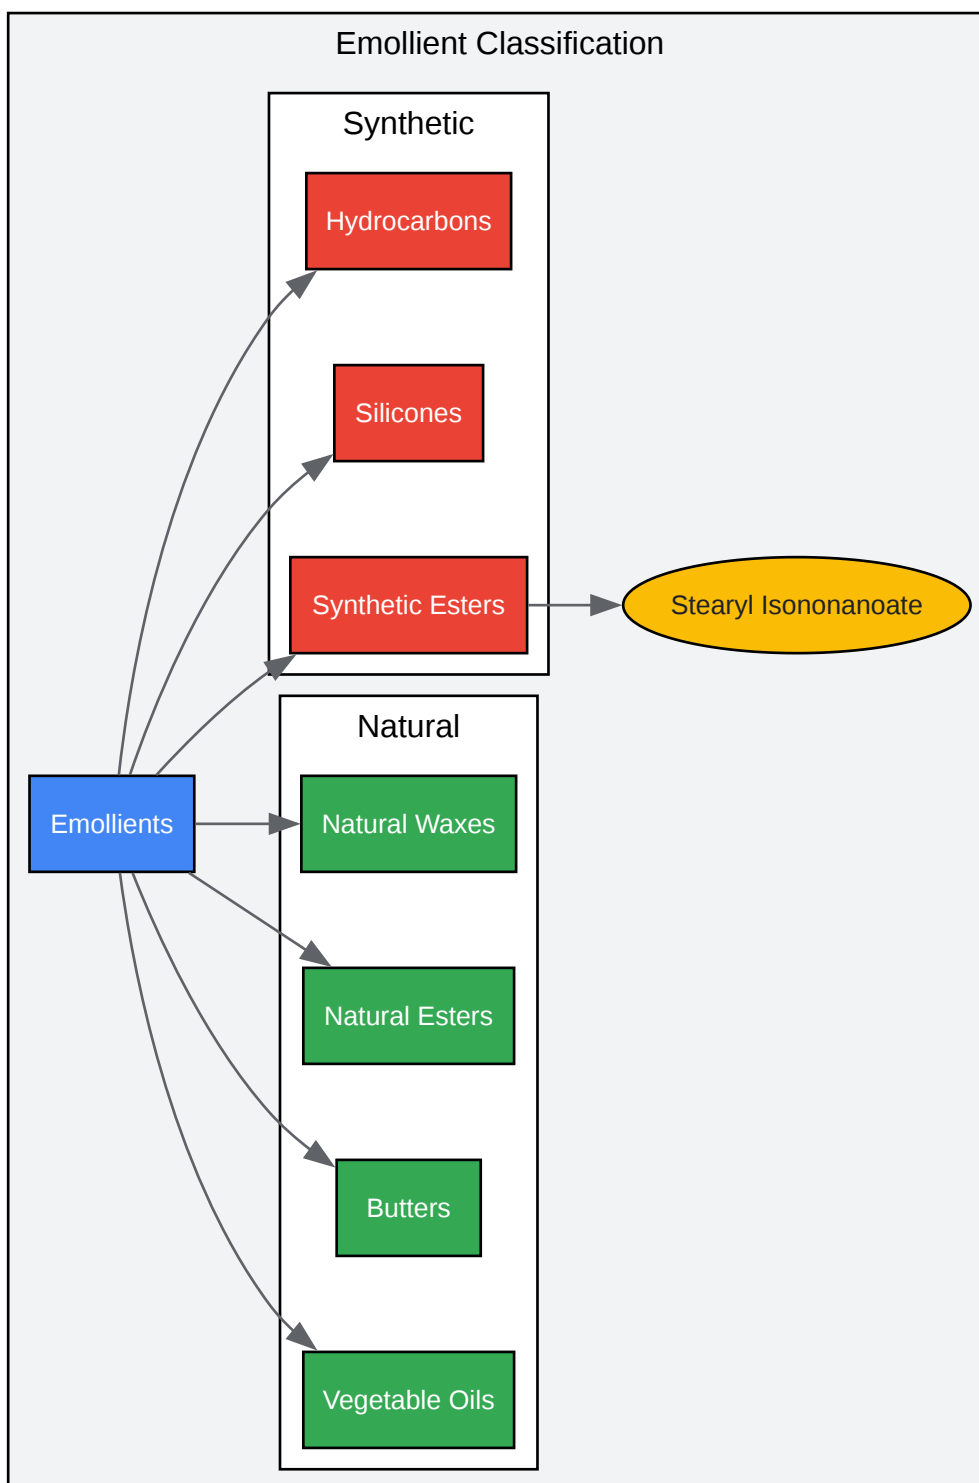 Emollient Classification
Synthetic
Hydrocarbons
Silicones
Synthetic Esters
Stearyl Isononanoate
Natural
Emollients
Natural Waxes
Natural Esters
Butters
Vegetable Oils